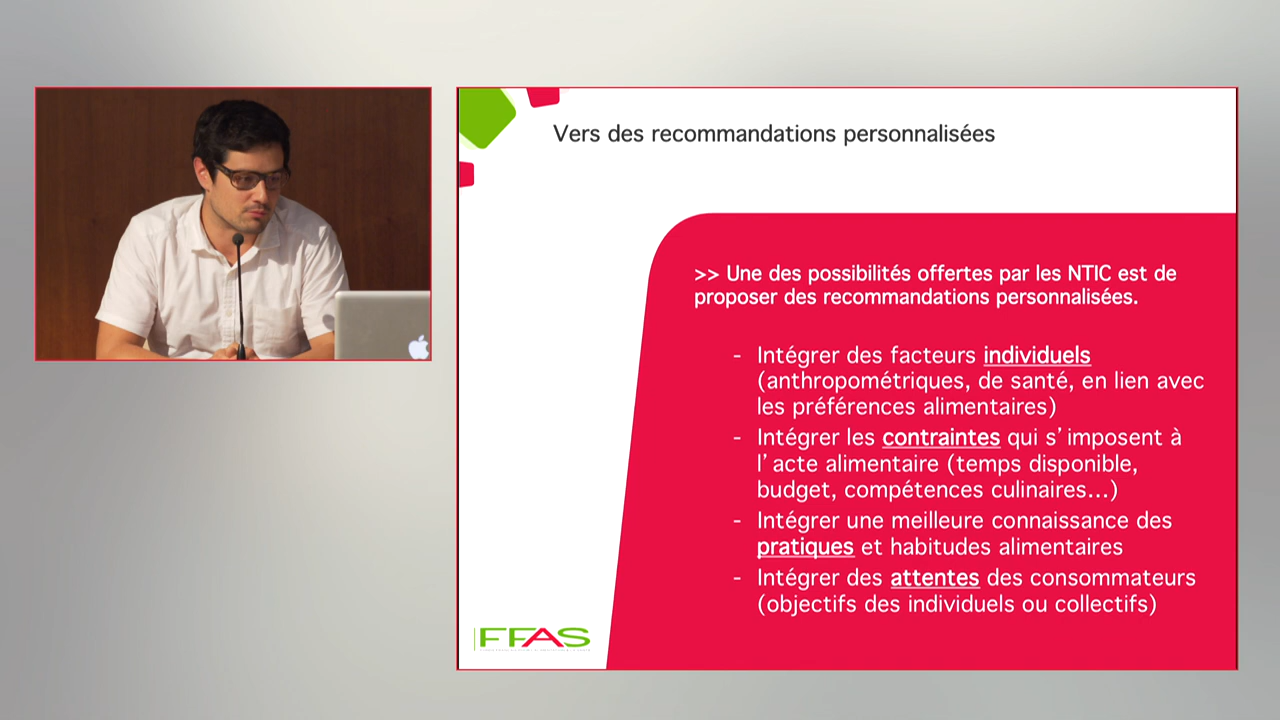 Vers des recommandations personnalisées
>> Une des possibilités offertes par les NTIC est de
proposer des recommandations personnalisées.
- Intégrer des facteurs individuels
(anthropométriques, de santé, en lien avec
les préférences alimentaires)
- Intégrer les contraintes qui s’imposent à
l’acte alimentaire (temps disponible,
budget, compétences culinaires…)
- Intégrer une meilleure connaissance des
pratiques et habitudes alimentaires
- Intégrer des attentes des consommateurs
(objectifs des individuels ou collectifs)
FFAS